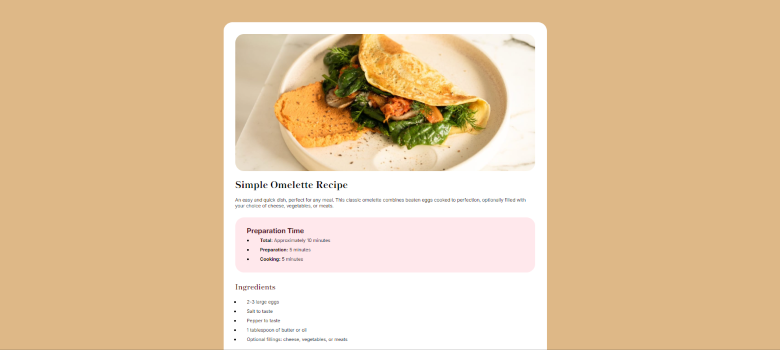 Simple Omelette Recipe
An easy and quick dish, perfect for any meal. This classic omelette combines beaten eggs cooked to perfection, optionally filled with
your choice of cheese, vegetables, or meats.
Preparation Time
Total: Approximately 10 minutes
Preparation: 5 minutes
Cooking: 5 minutes
Ingredients
2-3 large eggs
Salt to taste
Pepper to taste
1 tablespoon of butter or oil
Optional fillings: cheese, vegetables, or meats